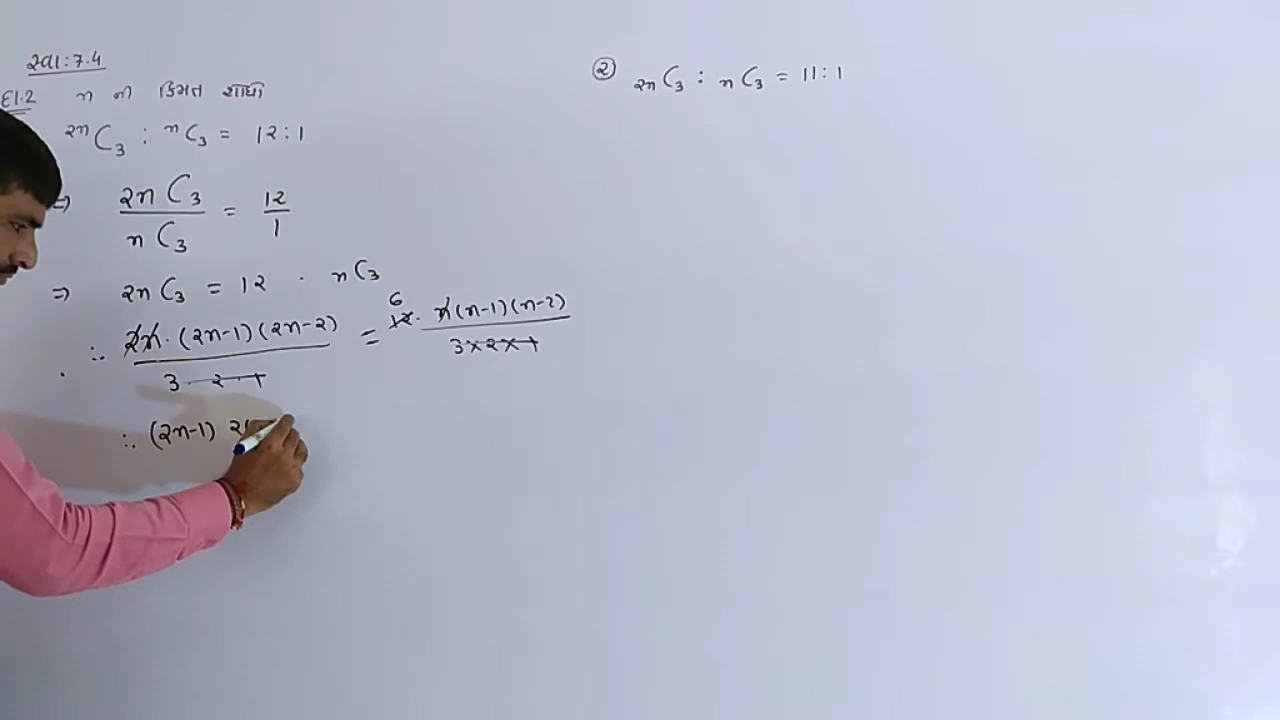 સ્વા : 7.4
દા.2 n ની કિંમત શોધો
2nC3 : nC3 = 12 : 1
⇒ 2nC3 / nC3 = 12 / 1
⇒ 2nC3 = 12 · nC3
∴ 2n · (2n-1)(2n-2) / 3 · 2 · 1 = 6 12 · n(n-1)(n-2) / 3×2×1
∴ (2n-1) 2(
② 2nC3 : nC3 = 11 : 1